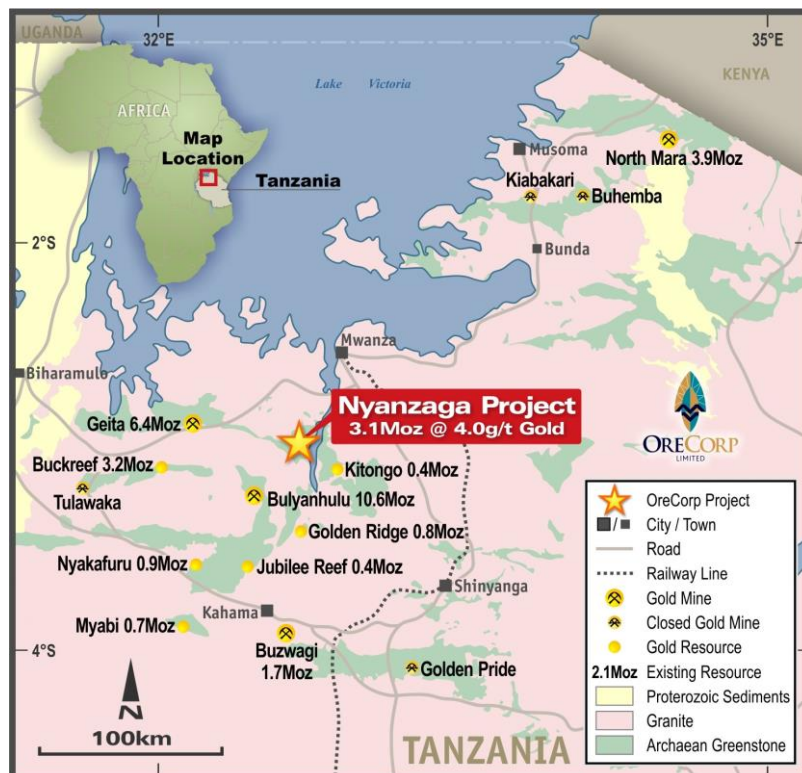 UGANDA
32°E
35°E
KENYA
Lake Victoria
AFRICA
Map
Location
Tanzania
Musoma
North Mara 3.9Moz
Kiabakari
Buhemba
2°S
Bunda
Mwanza
Biharamulo
Nyanzaga Project
3.1Moz @ 4.0g/t Gold
Geita 6.4Moz
ORECORP
LIMITED
Buckreef 3.2Moz
Kitongo 0.4Moz
Tulawaka
Bulyanhulu 10.6Moz
Golden Ridge 0.8Moz
Nyakafuru 0.9Moz
Jubilee Reef 0.4Moz
Shinyanga
Kahama
Myabi 0.7Moz
Buzwagi
1.7Moz
4°S
Golden Pride
N
100km
TANZANIA
OreCorp Project
City / Town
Road
Railway Line
Gold Mine
Closed Gold Mine
Gold Resource
2.1Moz Existing Resource
Proterozoic Sediments
Granite
Archaean Greenstone